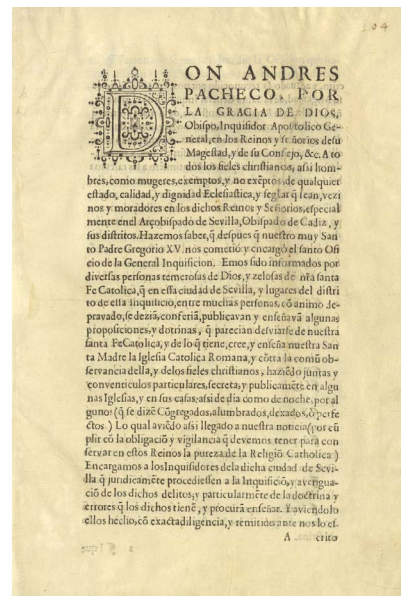 104
DON ANDRES
PACHECO, POR
LA GRACIA DE DIOS,
Obispo, Inquisidor Apostolico Ge-
neral, en los Reinos y señorios de su
Magestad, y de su Consejo, &c. A to
dos los fieles christianos, assi hom-
bres, como mugeres, exemptos, y no exẽptos, de qualquier
estado, calidad, y dignidad Eclesiastica, y seglar q̃ sean, vezi
nos y moradores en los dichos Reinos y Señorios, especial
mente en el Arçobispado de Sevilla, Obispado de Cadiz, y
sus distritos. Hazemos saber, q̃ despues q̃ nuestro muy San
to Padre Gregorio XV. nos cometiò y encargò el santo Ofi
cio de la General Inquisicion. Emos sido informados por
diversas personas temerosas de Dios, y zelosas de nr̃a santa
Fe Catolica, q̃ en essa ciudad de Sevilla, y lugares del distri
to de essa Inquisiciõ, entre muchas personas, cõ animo de-
pravado, se deziã, conferiã, publicavan y enseñavã algunas
proposiciones, y dotrinas, q̃ parecian desviarse de nuestra
santa Fe Catolica, y de lo q̃ tiene, cree, y enseña nuestra San
ta Madre la Iglesia Catolica Romana, y cõtra la comũ ob-
servancia della, y de los fieles christianos, haziẽdo juntas y
conventiculos particulares, secreta, y publicamẽte en algu
nas Iglesias, y en sus casas, assi de dia como de noche, por al
gunos (q̃ se dizẽ Cõgregados, alumbrados, dexados, ò perfe
ctos.) Lo qual aviẽdo assi llegado a nuestra noticia (por cũ
plir cõ la obligaciõ y vigilancia q̃ devemos tener para con
servar en estos Reinos la pureza de la Religiõ Catholica)
Encargamos a los Inquisidores de la dicha ciudad de Sevi-
lla q̃ juridicamẽte procediessen a la Inquisiciõ, y averigua-
ciõ de los dichos delitos, y particularmẽte de la doctrina y
errores q̃ los dichos tienẽ, y procurã enseñar. Y aviẽndolo
ellos hecho, cõ exacta diligencia, y remitido ante nos lo es-
A crito